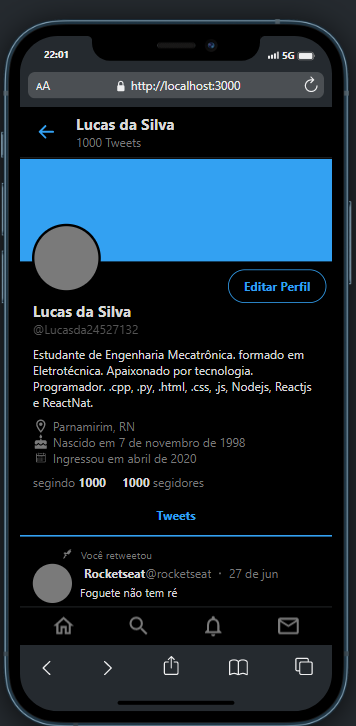 22:01
5G
AA
http://localhost:3000
Lucas da Silva
1000 Tweets
Editar Perfil
Lucas da Silva
@Lucasda24527132
Estudante de Engenharia Mecatrônica. formado em
Eletrotécnica. Apaixonado por tecnologia.
Programador. .cpp, .py, .html, .css, .js, Nodejs, Reactjs
e ReactNat.
Parnamirim, RN
Nascido em 7 de novembro de 1998
Ingressou em abril de 2020
segindo 1000 1000 segidores
Tweets
Você retweetou
Rocketseat@rocketseat · 27 de jun
Foguete não tem ré